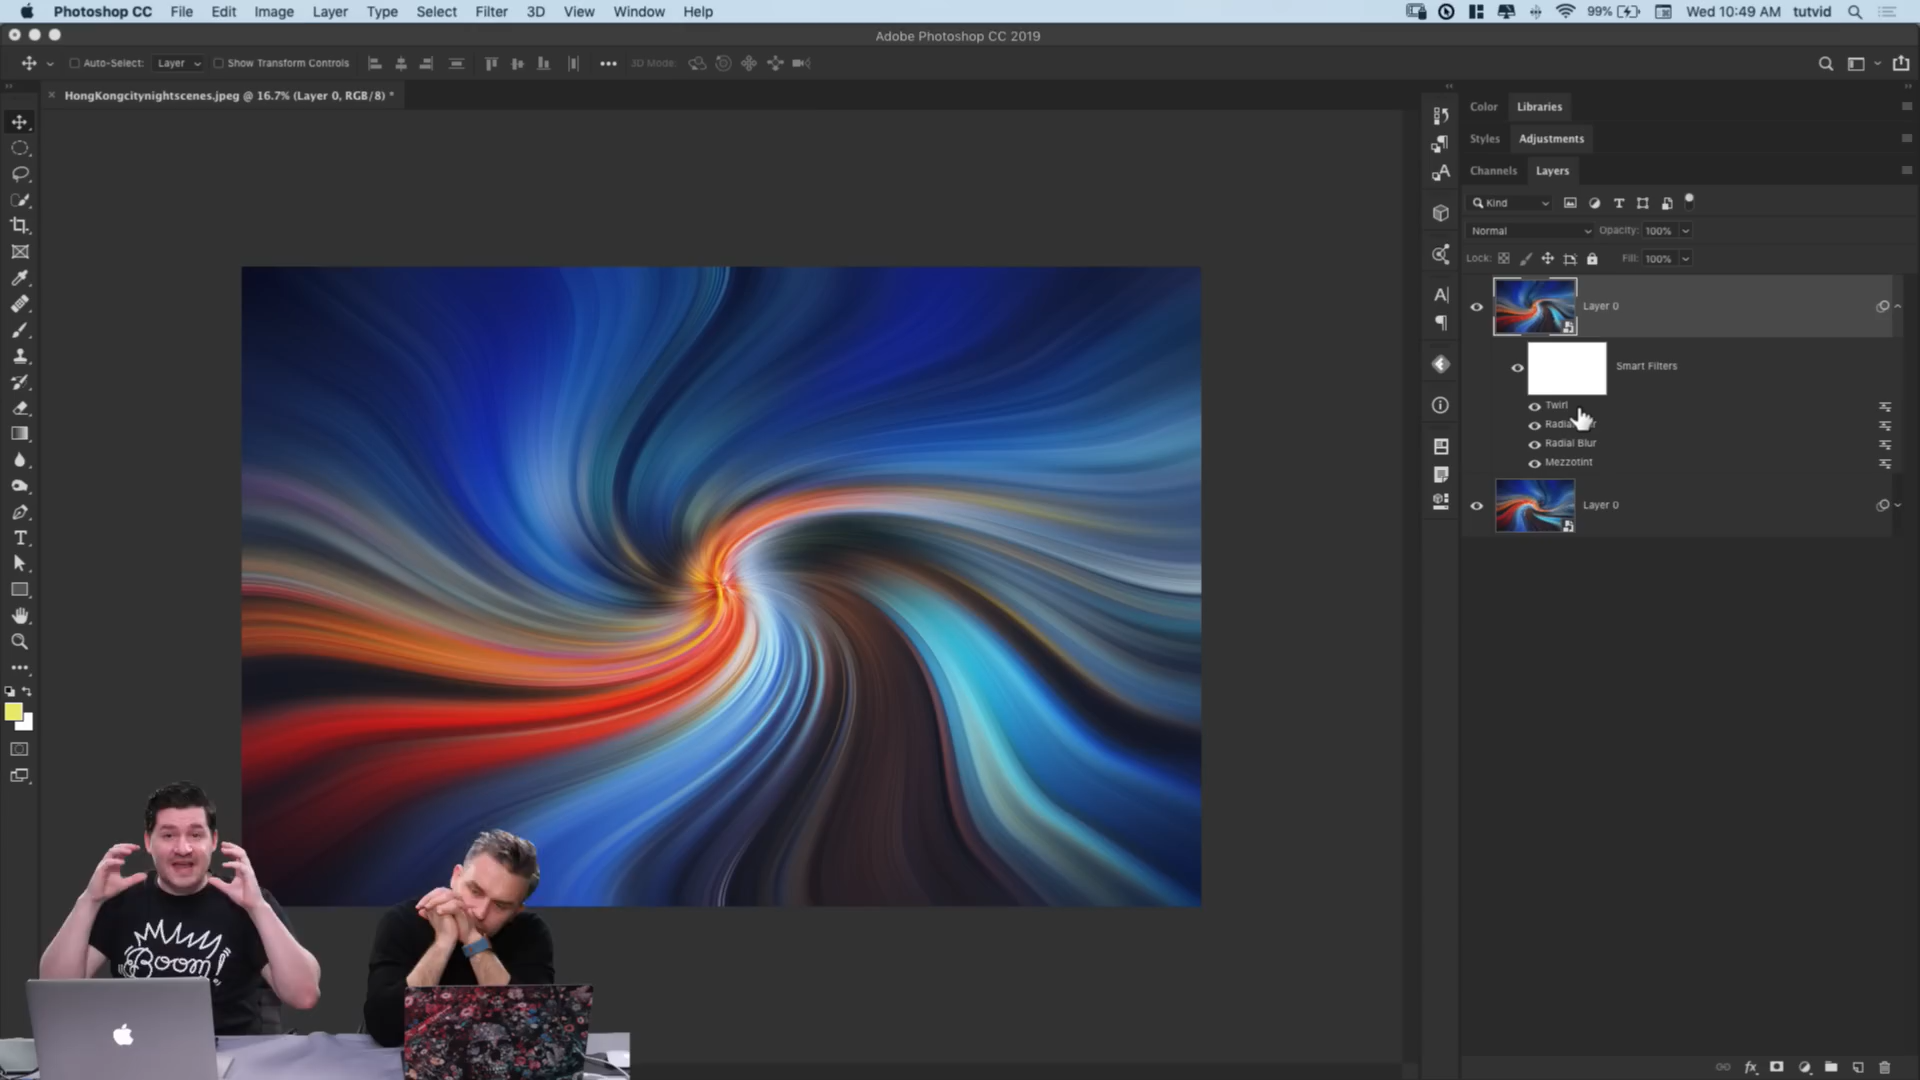 Photoshop CC File Edit Image Layer Type Select Filter 3D View Window Help 99% Wed 10:49 AM tutvid
Adobe Photoshop CC 2019
Auto-Select: Layer Show Transform Controls 3D Mode:
HongKongcitynightscenes.jpeg @ 16.7% (Layer 0, RGB/8) *
Color Libraries
Styles Adjustments
Channels Layers
Kind
Normal Opacity: 100%
Lock: Fill: 100%
Layer 0
Smart Filters
Twirl
Radial Blur
Mezzotint
Layer 0
Boom!